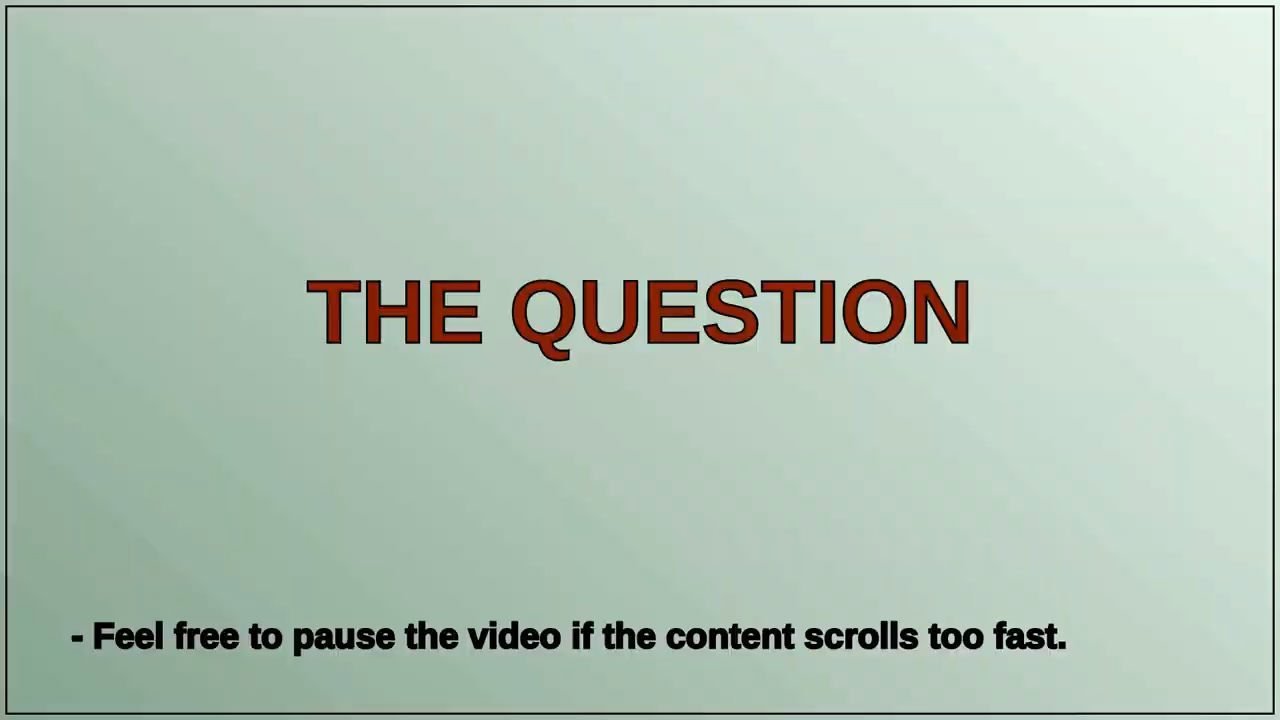 THE QUESTION
- Feel free to pause the video if the content scrolls too fast.